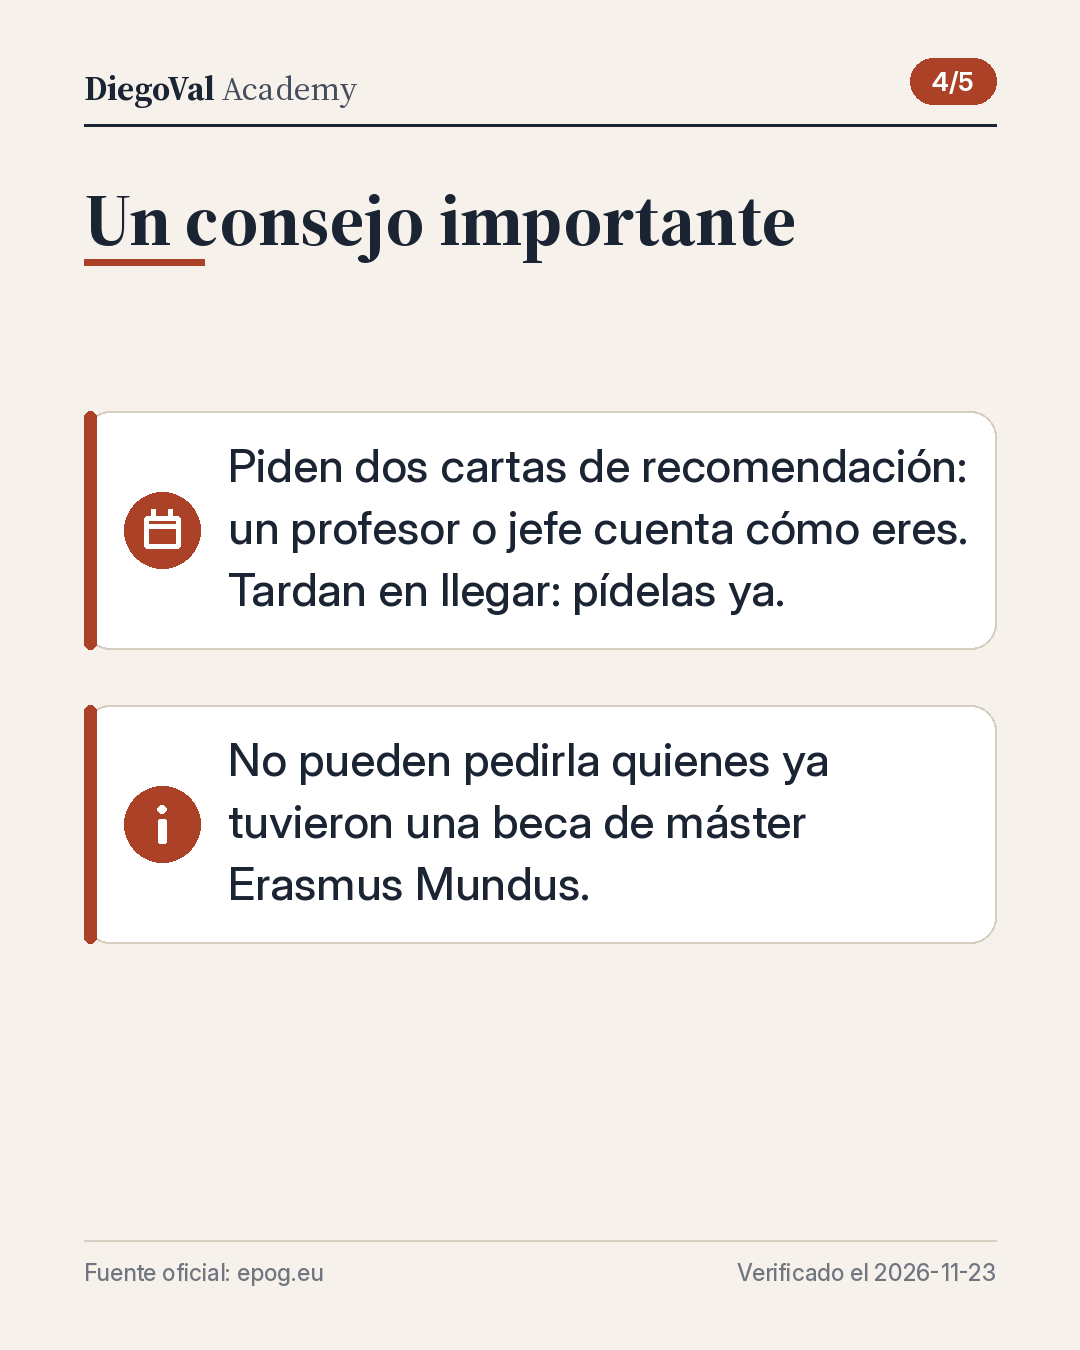 DiegoVal Academy
4/5
Un consejo importante
Piden dos cartas de recomendación:
un profesor o jefe cuenta cómo eres.
Tardan en llegar: pídelas ya.
No pueden pedirla quienes ya
tuvieron una beca de máster
Erasmus Mundus.
Fuente oficial: epog.eu
Verificado el 2026-11-23